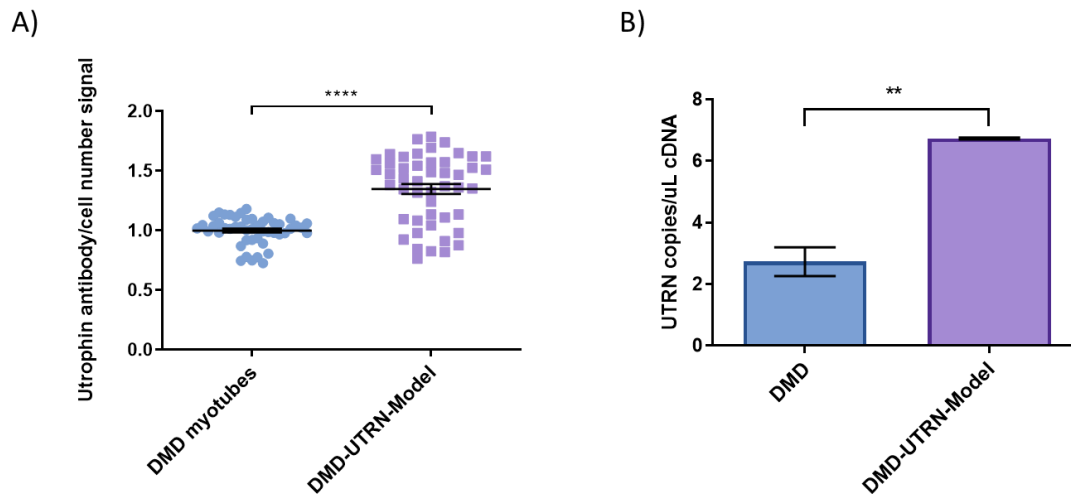 A)
Utrophin antibody/cell number signal
****
2.0
1.5
1.0
0.5
0.0
DMD myotubes
DMD-UTRN-Model
B)
UTRN copies/uL cDNA
**
8
6
4
2
0
DMD
DMD-UTRN-Model